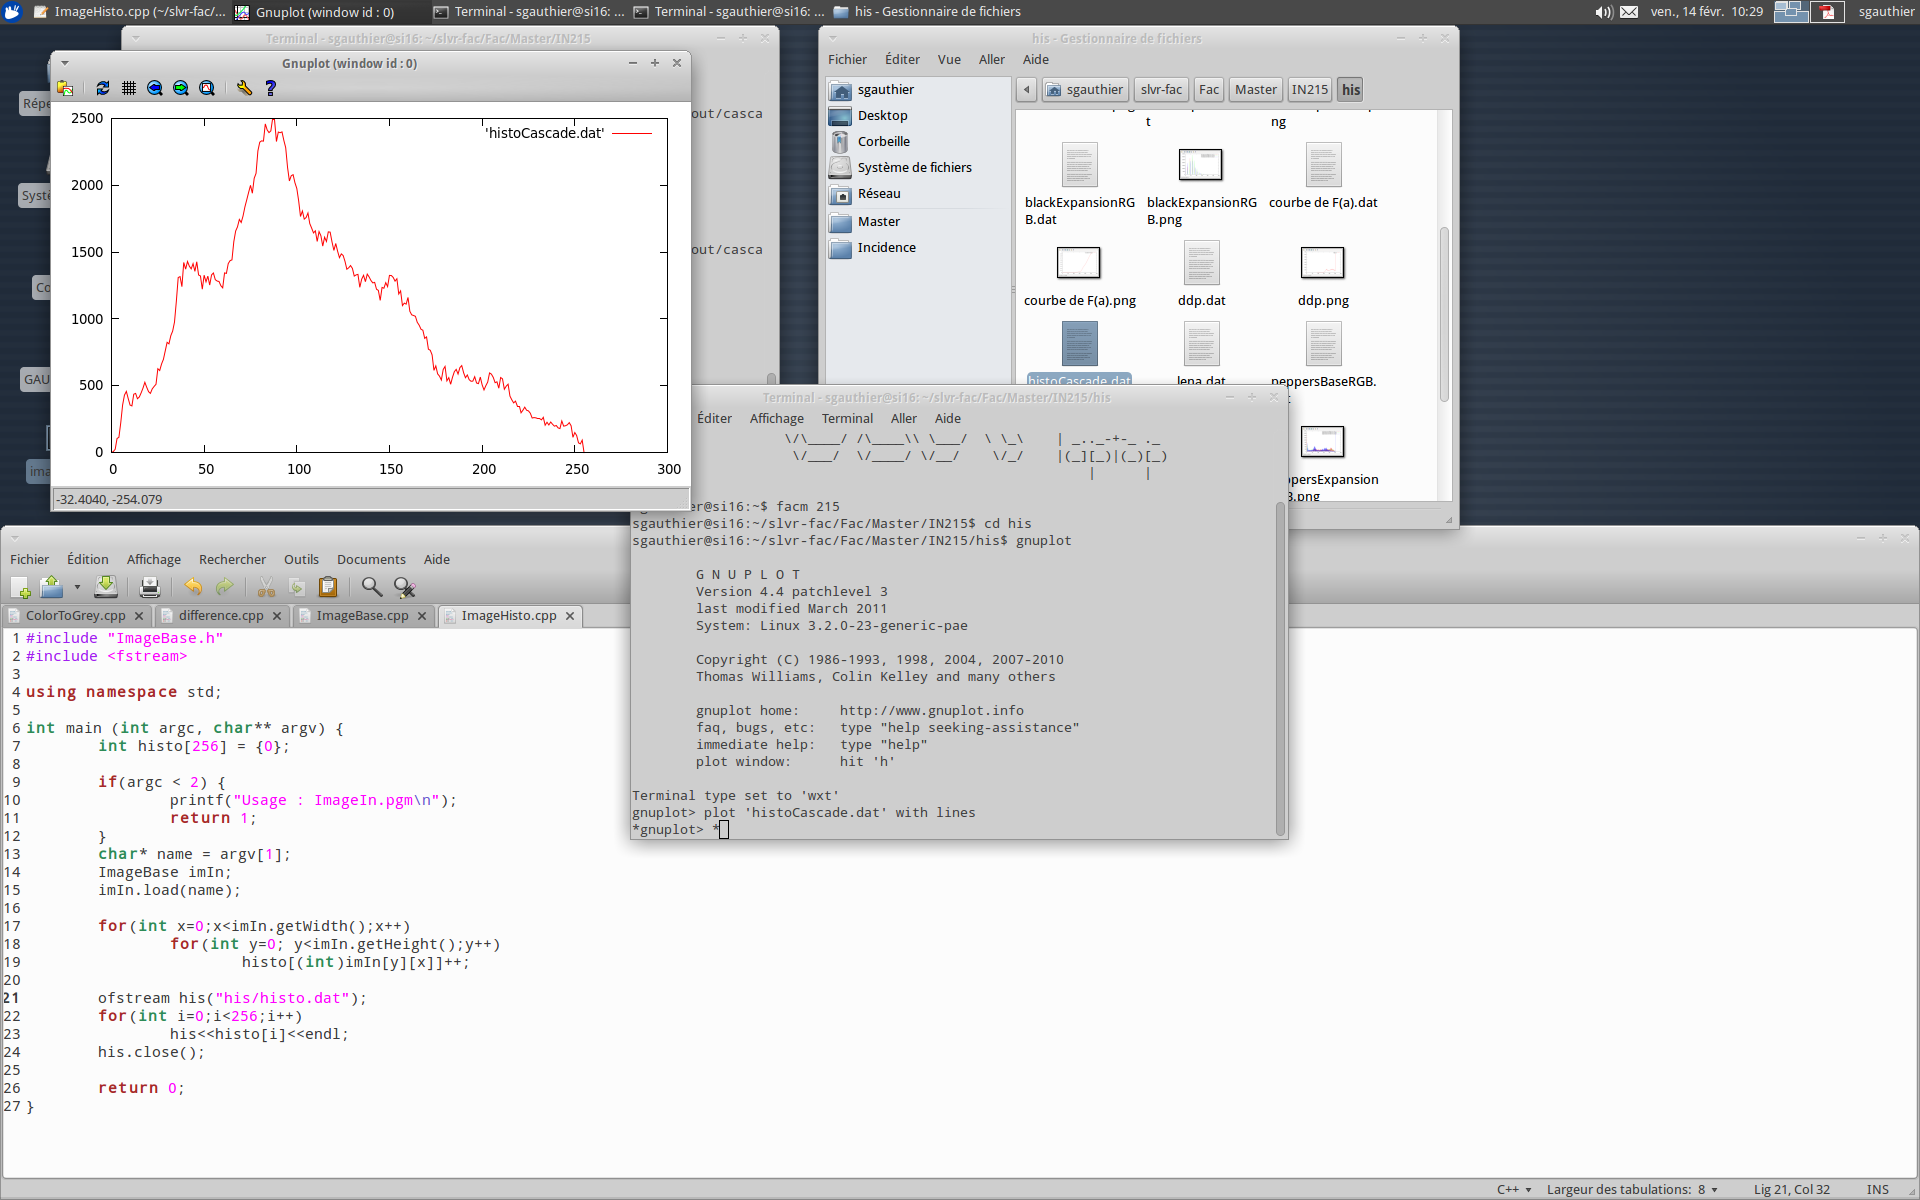 ImageHisto.cpp (~/slvr-fac/...
Gnuplot (window id : 0)
Terminal - sgauthier@si16: ...
Terminal - sgauthier@si16: ...
his - Gestionnaire de fichiers
ven., 14 févr. 10:29
sgauthier
Terminal - sgauthier@si16: ~/slvr-fac/Fac/Master/IN215
out/casca
out/casca
Répe
Systè
Co
GAU
ima
Gnuplot (window id : 0)
2500
2000
1500
1000
500
0
'histoCascade.dat'
0 50 100 150 200 250 300
-32.4040, -254.079
his - Gestionnaire de fichiers
Fichier Éditer Vue Aller Aide
sgauthier
Desktop
Corbeille
Système de fichiers
Réseau
Master
Incidence
sgauthier slvr-fac Fac Master IN215 his
t
ng
blackExpansionRG
B.dat
blackExpansionRG
B.png
courbe de F(a).dat
courbe de F(a).png
ddp.dat
ddp.png
histoCascade.dat
lena.dat
peppersBaseRGB.
ppersExpansion
B.png
Terminal - sgauthier@si16: ~/slvr-fac/Fac/Master/IN215/his
Éditer Affichage Terminal Aller Aide
\/\____/ /\____\\ \___/  \ \_\    | _.._-+-_ ._
\/___/  \/____/ \/__/    \/_/    |(_][_)|(_)[_)
|      |
er@si16:~$ facm 215
sgauthier@si16:~/slvr-fac/Fac/Master/IN215$ cd his
sgauthier@si16:~/slvr-fac/Fac/Master/IN215/his$ gnuplot
G N U P L O T
Version 4.4 patchlevel 3
last modified March 2011
System: Linux 3.2.0-23-generic-pae
Copyright (C) 1986-1993, 1998, 2004, 2007-2010
Thomas Williams, Colin Kelley and many others
gnuplot home:     http://www.gnuplot.info
faq, bugs, etc:   type "help seeking-assistance"
immediate help:   type "help"
plot window:      hit 'h'
Terminal type set to 'wxt'
gnuplot> plot 'histoCascade.dat' with lines
*gnuplot> *
Fichier Édition Affichage Rechercher Outils Documents Aide
ColorToGrey.cpp difference.cpp ImageBase.cpp ImageHisto.cpp
1 #include "ImageBase.h"
2 #include <fstream>
3
4 using namespace std;
5
6 int main (int argc, char** argv) {
7 int histo[256] = {0};
8
9 if(argc < 2) {
10 printf("Usage : ImageIn.pgm\n");
11 return 1;
12 }
13 char* name = argv[1];
14 ImageBase imIn;
15 imIn.load(name);
16
17 for(int x=0;x<imIn.getWidth();x++)
18 for(int y=0; y<imIn.getHeight();y++)
19 histo[(int)imIn[y][x]]++;
20
21 ofstream his("his/histo.dat");
22 for(int i=0;i<256;i++)
23 his<<histo[i]<<endl;
24 his.close();
25
26 return 0;
27 }
C++ Largeur des tabulations: 8 Lig 21, Col 32 INS